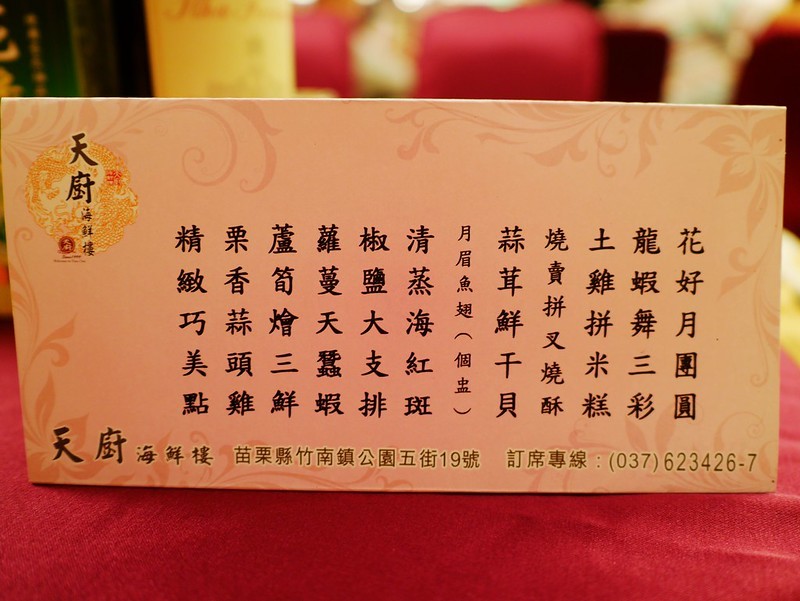 天廚
海鮮樓
花好月團圓
龍蝦舞三彩
土雞拼米糕
燒賣拼叉燒酥
蒜茸鮮干貝
月眉魚翅(個盅)
清蒸海紅斑
椒鹽大支排
蘿蔓天蠶蝦
蘆筍燴三鮮
栗香蒜頭雞
精緻巧美點
天廚海鮮樓 苗栗縣竹南鎮公園五街19號 訂席專線:(037)623426-7